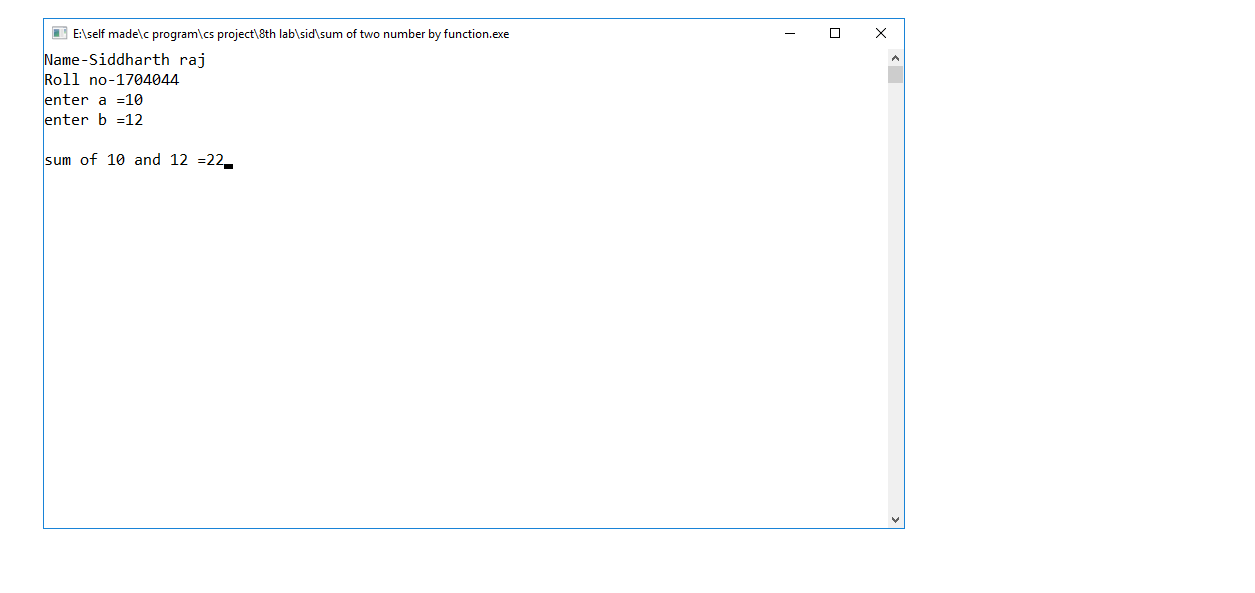 E:\self made\c program\cs project\8th lab\sid\sum of two number by function.exe
Name-Siddharth raj
Roll no-1704044
enter a =10
enter b =12
sum of 10 and 12 =22